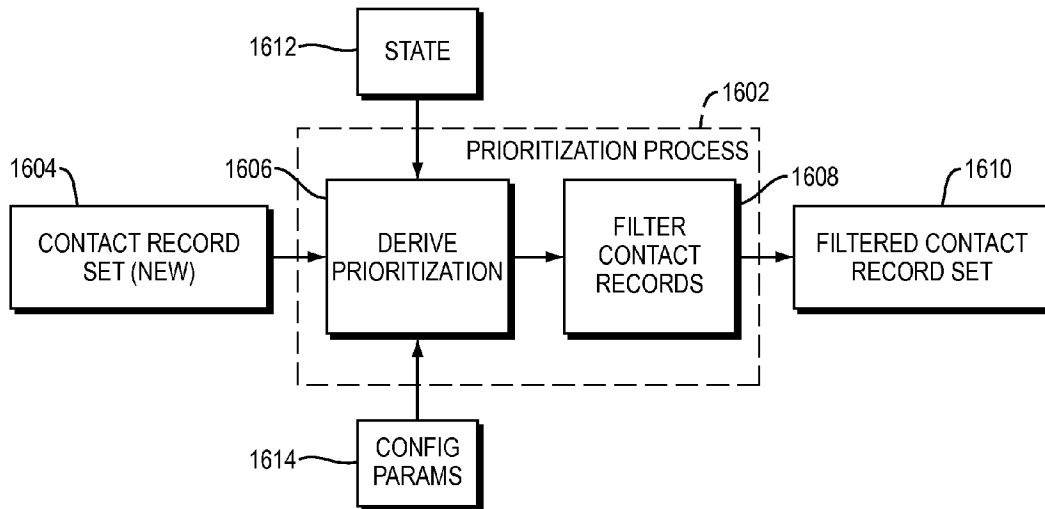 1612
STATE
1602
PRIORITIZATION PROCESS
1604
1606
1608
1610
CONTACT RECORD
SET (NEW)
DERIVE
PRIORITIZATION
FILTER
CONTACT
RECORDS
FILTERED CONTACT
RECORD SET
1614
CONFIG
PARAMS